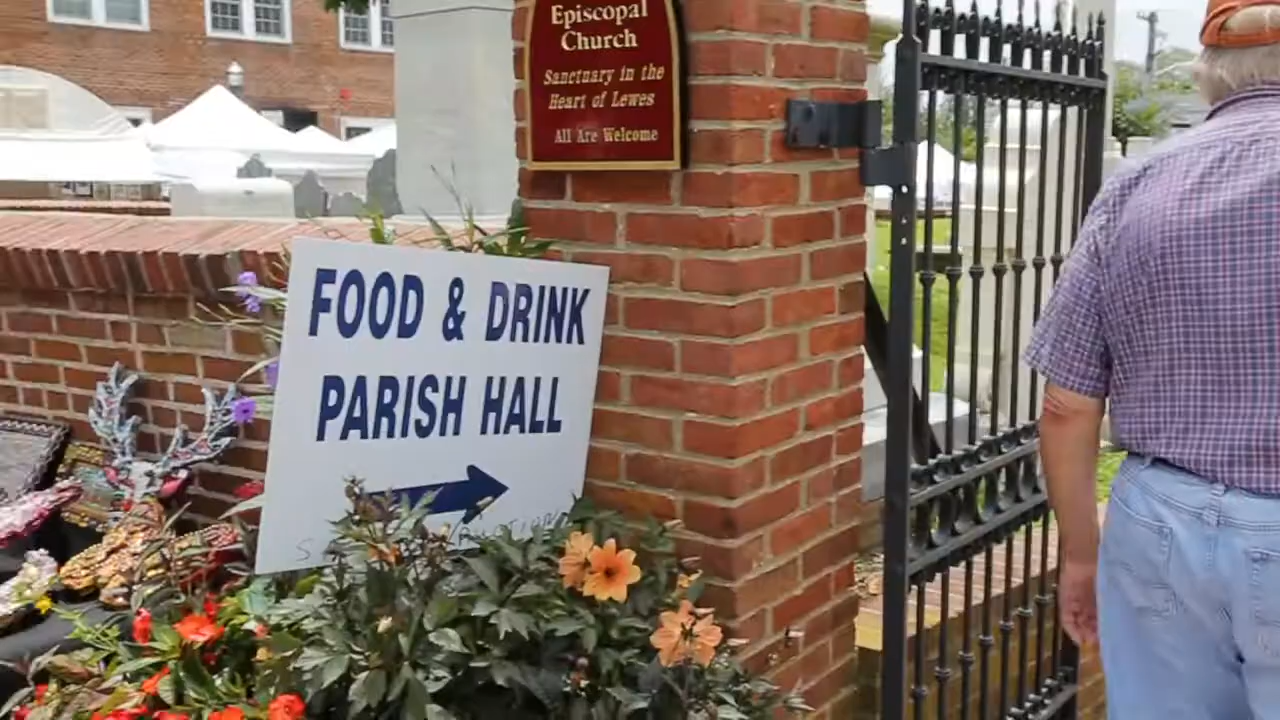 Episcopal
Church
Sanctuary in the
Heart of Lewes
All Are Welcome
FOOD & DRINK
PARISH HALL